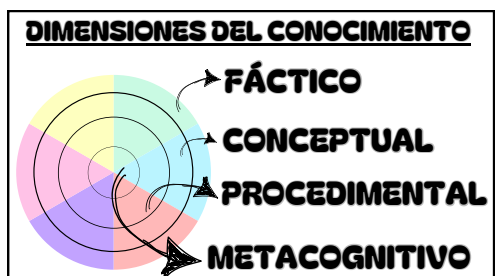 DIMENSIONES DEL CONOCIMIENTO
FÁCTICO
CONCEPTUAL
PROCEDIMENTAL
METACOGNITIVO